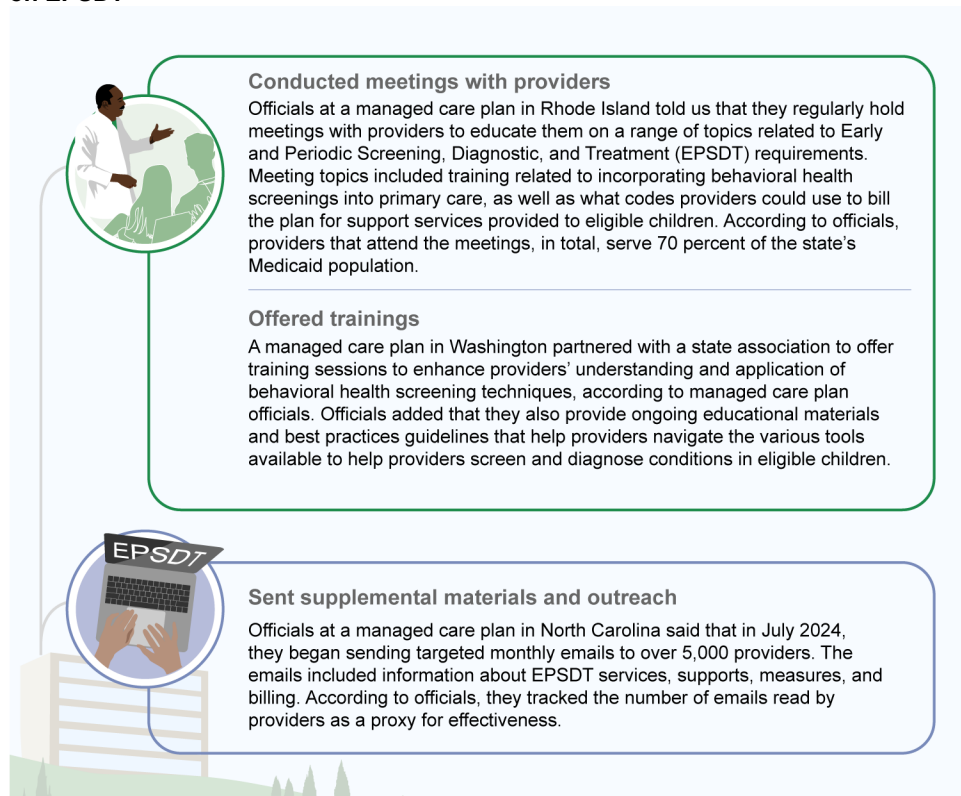 on EPSDT
Conducted meetings with providers
Officials at a managed care plan in Rhode Island told us that they regularly hold
meetings with providers to educate them on a range of topics related to Early
and Periodic Screening, Diagnostic, and Treatment (EPSDT) requirements.
Meeting topics included training related to incorporating behavioral health
screenings into primary care, as well as what codes providers could use to bill
the plan for support services provided to eligible children. According to officials,
providers that attend the meetings, in total, serve 70 percent of the state’s
Medicaid population.
Offered trainings
A managed care plan in Washington partnered with a state association to offer
training sessions to enhance providers’ understanding and application of
behavioral health screening techniques, according to managed care plan
officials. Officials added that they also provide ongoing educational materials
and best practices guidelines that help providers navigate the various tools
available to help providers screen and diagnose conditions in eligible children.
EPSDT
Sent supplemental materials and outreach
Officials at a managed care plan in North Carolina said that in July 2024,
they began sending targeted monthly emails to over 5,000 providers. The
emails included information about EPSDT services, supports, measures, and
billing. According to officials, they tracked the number of emails read by
providers as a proxy for effectiveness.